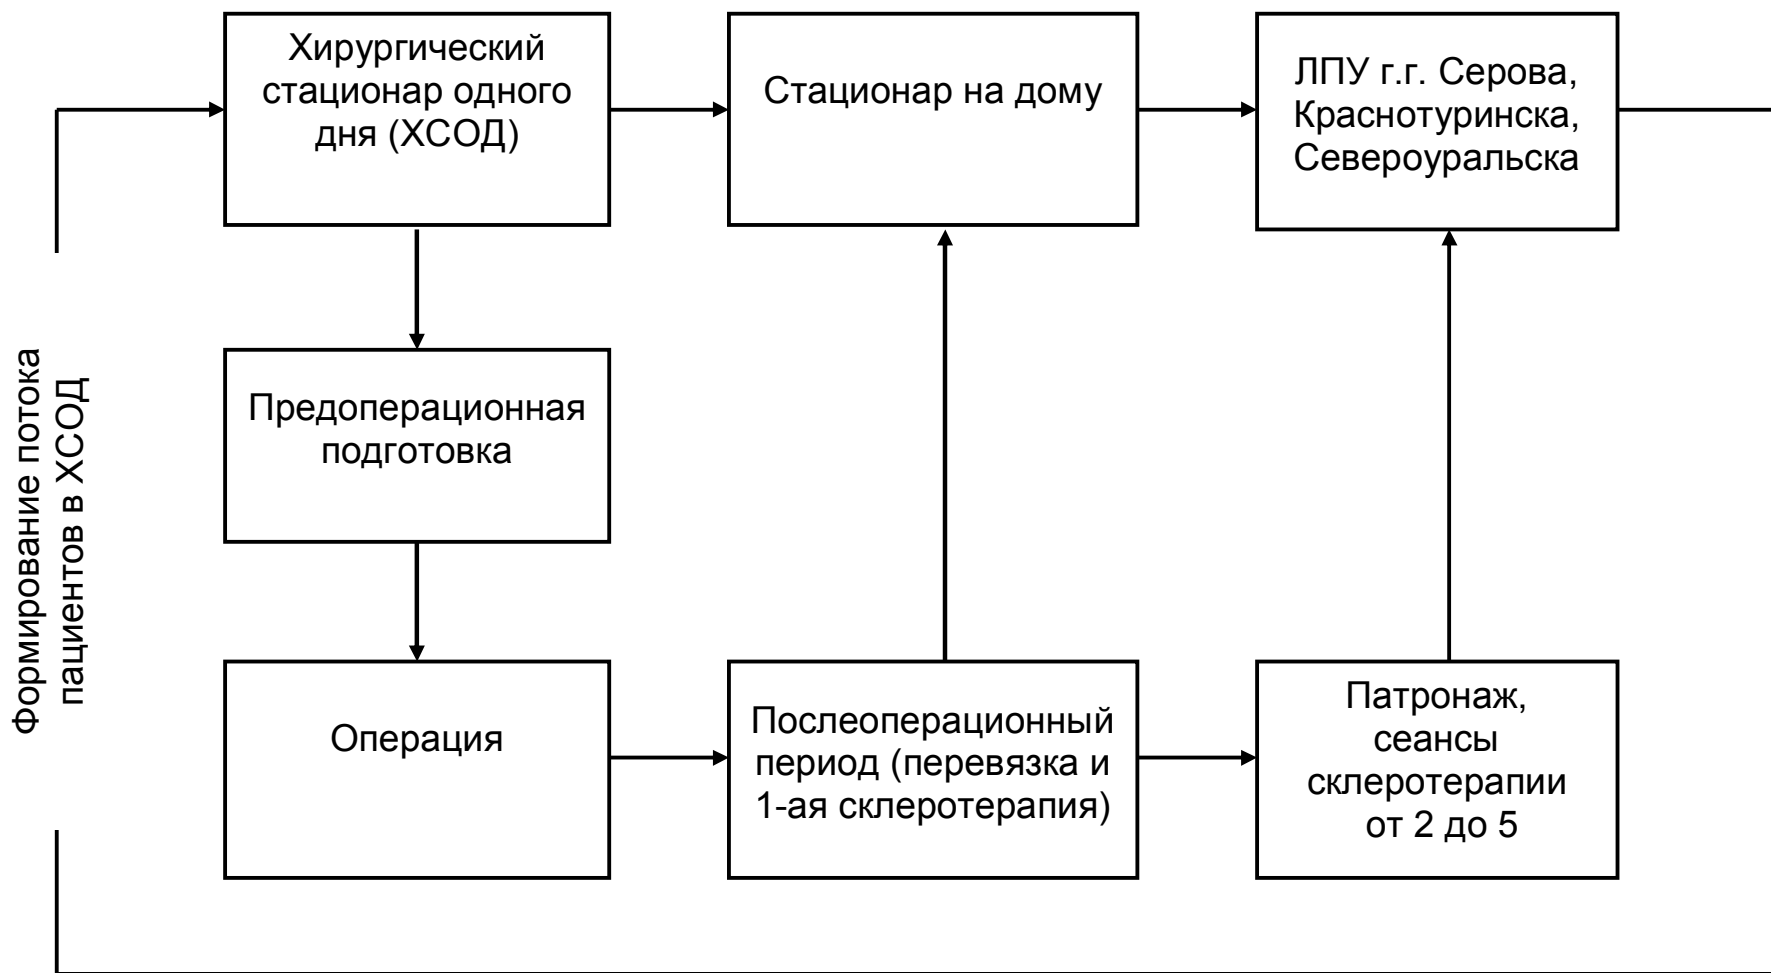 Хирургический
стационар одного
дня (ХСОД)
Стационар на дому
ЛПУ г.г. Серова,
Краснотуринска,
Североуральска
Формирование потока
пациентов в ХСОД
Предоперационная
подготовка
Операция
Послеоперационный
период (перевязка и
1-ая склеротерапия)
Патронаж,
сеансы
склеротерапии
от 2 до 5